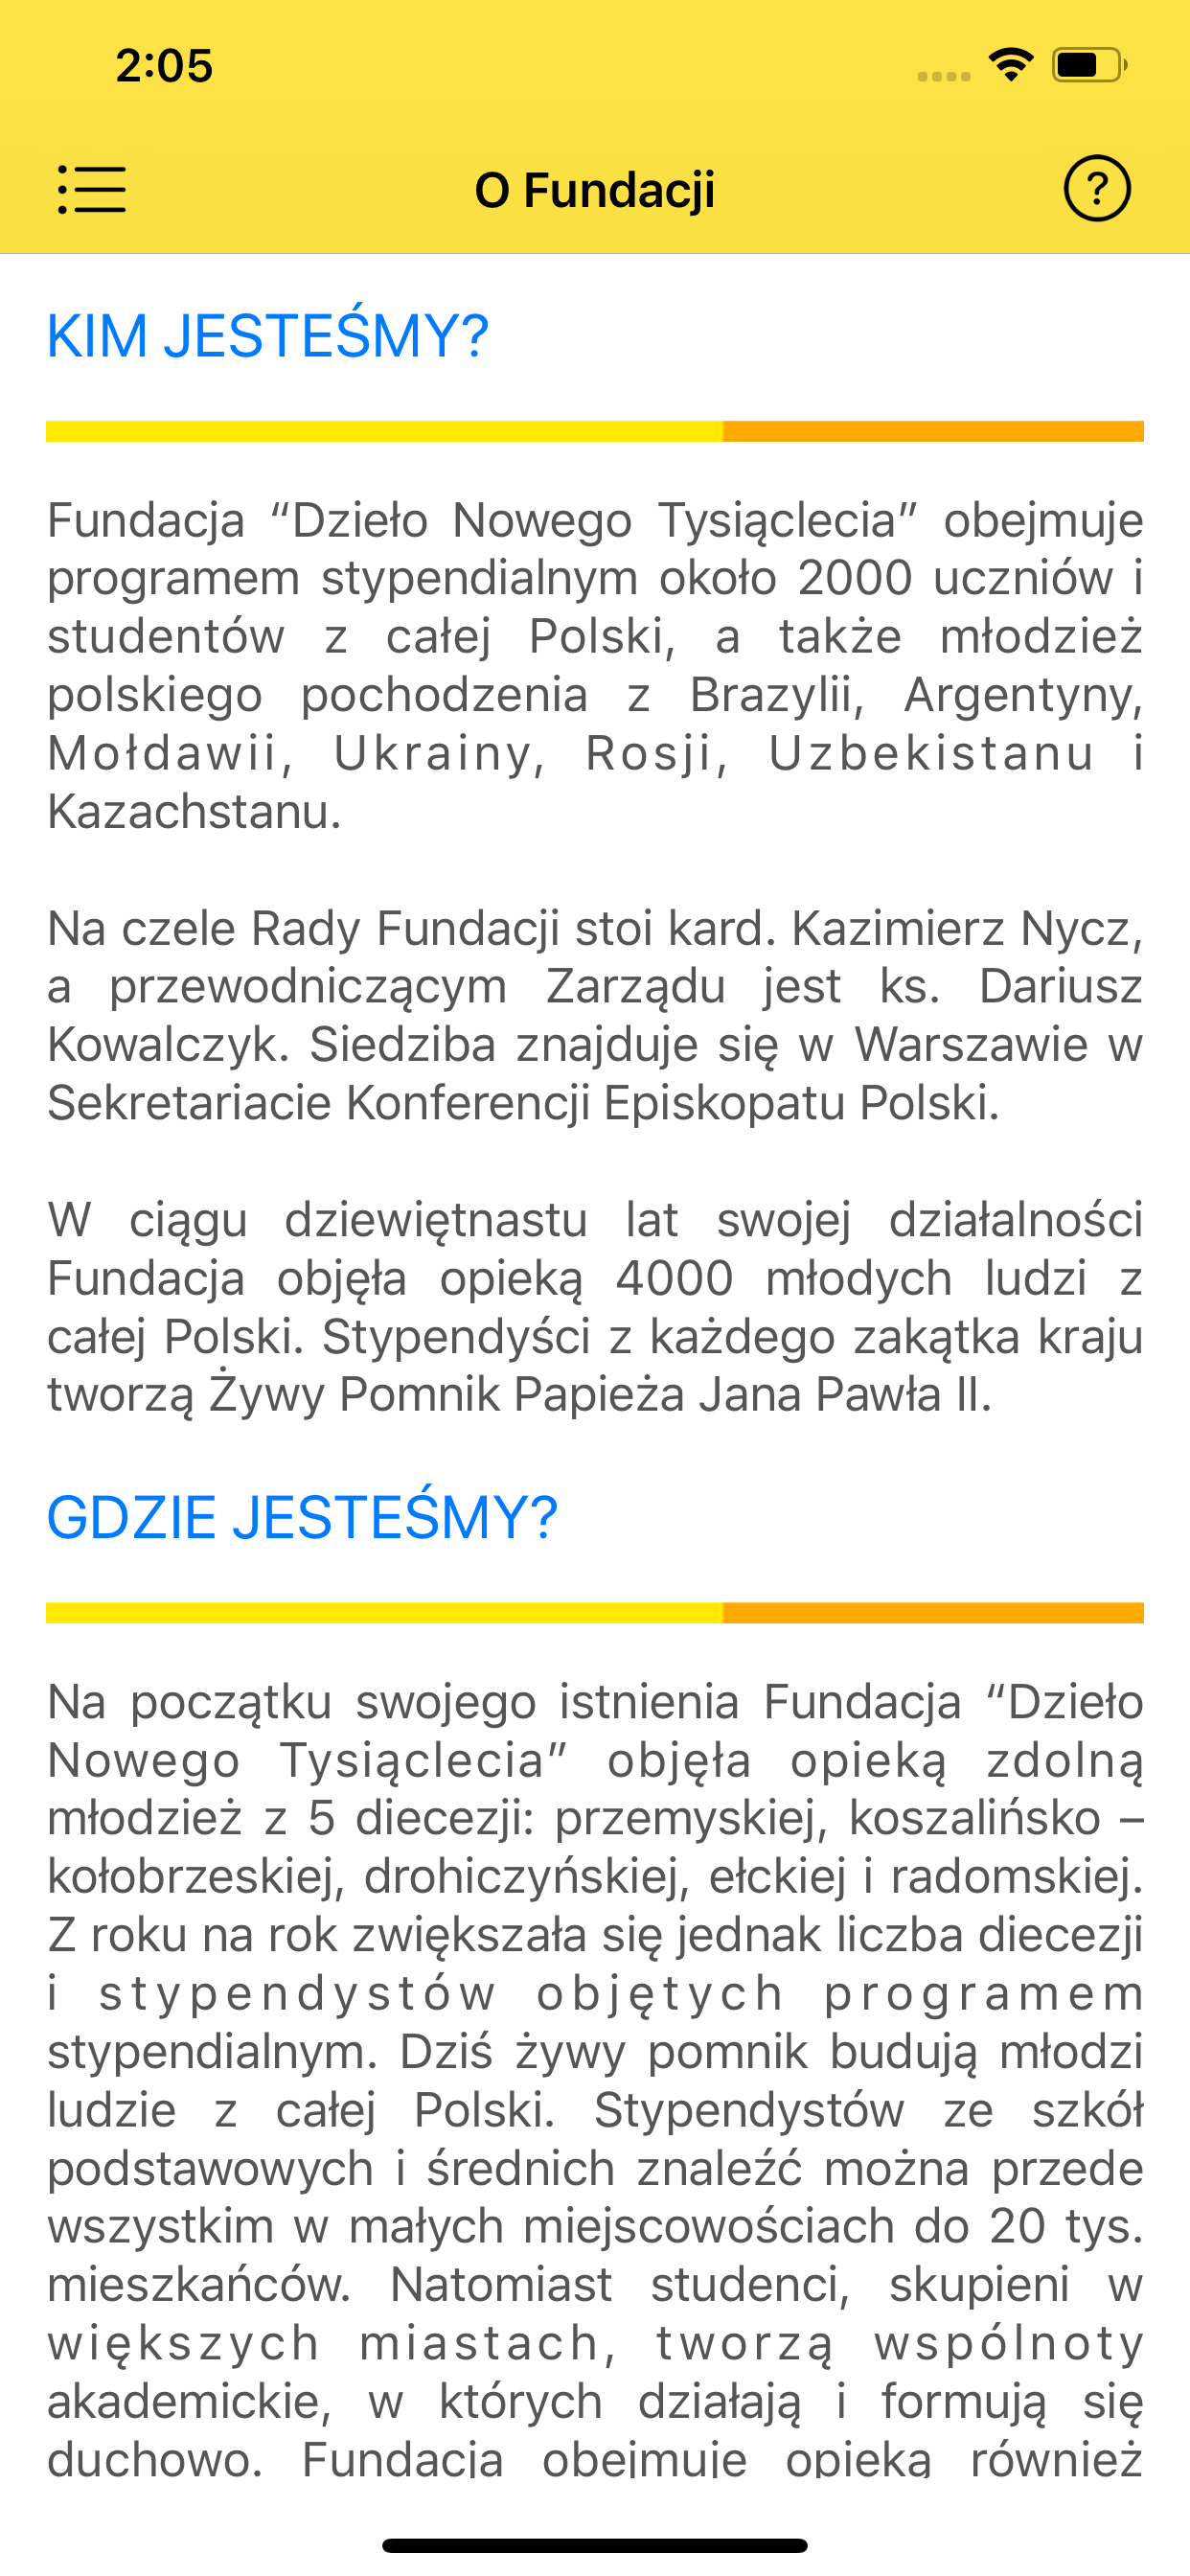 2:05
O Fundacji
?
KIM JESTEŚMY?
Fundacja “Dzieło Nowego Tysiąclecia” obejmuje
programem stypendialnym około 2000 uczniów i
studentów z całej Polski, a także młodzież
polskiego pochodzenia z Brazylii, Argentyny,
Mołdawii, Ukrainy, Rosji, Uzbekistanu i
Kazachstanu.
Na czele Rady Fundacji stoi kard. Kazimierz Nycz,
a przewodniczącym Zarządu jest ks. Dariusz
Kowalczyk. Siedziba znajduje się w Warszawie w
Sekretariacie Konferencji Episkopatu Polski.
W ciągu dziewiętnastu lat swojej działalności
Fundacja objęła opieką 4000 młodych ludzi z
całej Polski. Stypendyści z każdego zakątka kraju
tworzą Żywy Pomnik Papieża Jana Pawła II.
GDZIE JESTEŚMY?
Na początku swojego istnienia Fundacja “Dzieło
Nowego Tysiąclecia” objęła opieką zdolną
młodzież z 5 diecezji: przemyskiej, koszalińsko –
kołobrzeskiej, drohiczyńskiej, ełckiej i radomskiej.
Z roku na rok zwiększała się jednak liczba diecezji
i stypendystów objętych programem
stypendialnym. Dziś żywy pomnik budują młodzi
ludzie z całej Polski. Stypendystów ze szkół
podstawowych i średnich znaleźć można przede
wszystkim w małych miejscowościach do 20 tys.
mieszkańców. Natomiast studenci, skupieni w
większych miastach, tworzą wspólnoty
akademickie, w których działają i formują się
duchowo. Fundacja obejmuje opieką również